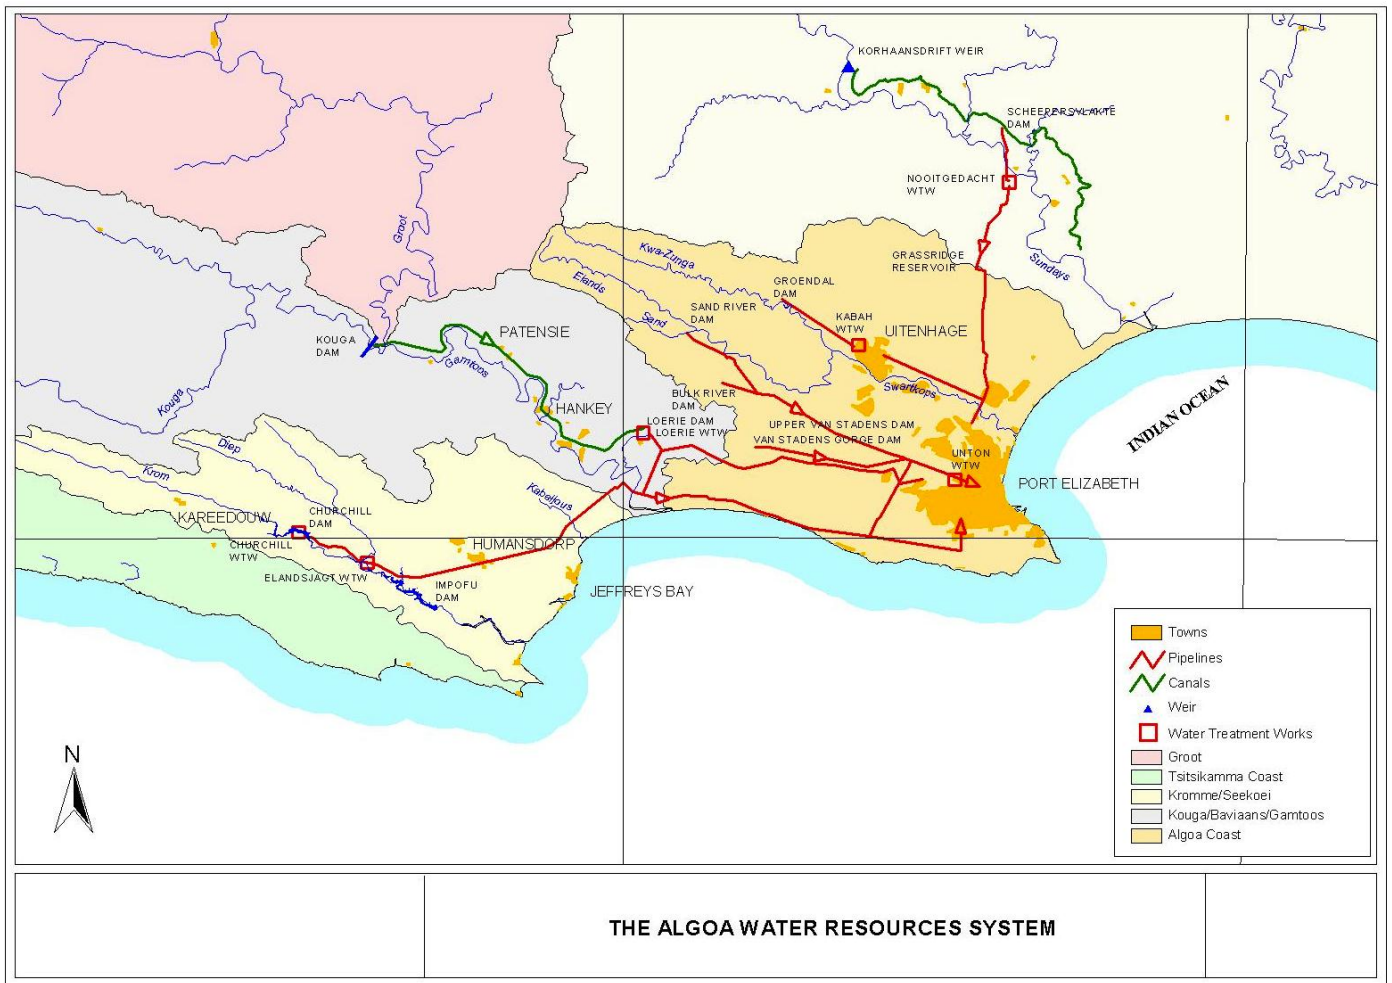 KORHAANSDRIFT WEIR
SCHEEPERSVLAKTE
DAM
NOOITGEDACHT
WTW
Groot
Kwa-Zunga
GRASSRIDGE
RESERVOIR
Sundays
Elands
GROENDAL
DAM
SAND RIVER
DAM
Sand
KABAH
WTW
UITENHAGE
PATENSIE
KOUGA
DAM
Gamtoos
Swartkops
Kouga
BULK RIVER
DAM
HANKEY
LOERIE DAM
LOERIE WTW
UPPER VAN STADENS DAM
VAN STADENS GORGE DAM
INDIAN OCEAN
Diep
Krom
UNTON
WTW
PORT ELIZABETH
Kabeljous
KAREEDOUW
CHURCHILL
DAM
CHURCHILL
WTW
HUMANSDORP
ELANDSJAGT WTW
IMPOFU
DAM
JEFFREYS BAY
Towns
Pipelines
Canals
Weir
Water Treatment Works
Groot
Tsitsikamma Coast
Kromme/Seekoei
Kouga/Baviaans/Gamtoos
Algoa Coast
N
THE ALGOA WATER RESOURCES SYSTEM